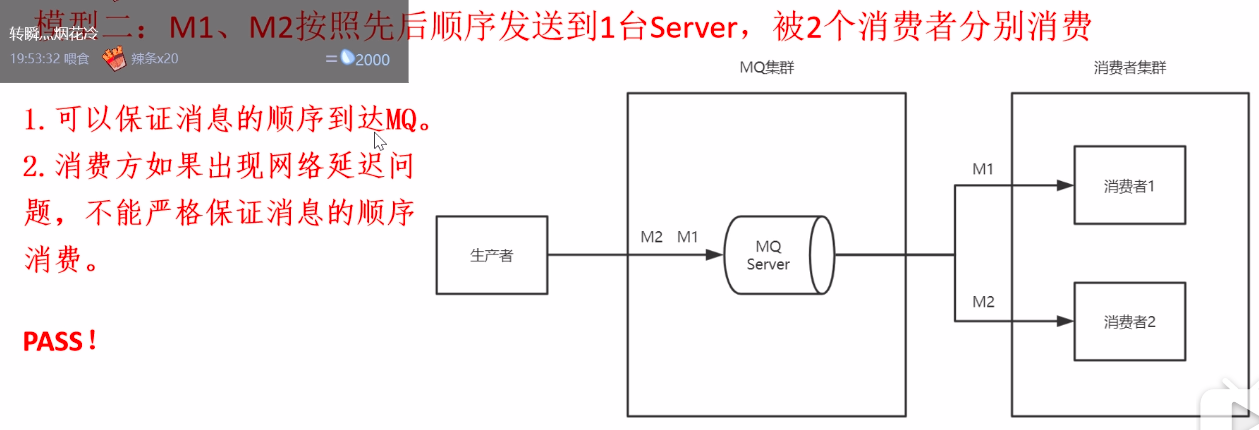 模型二：M1、M2按照先后顺序发送到1台Server，被2个消费者分别消费
转瞬点烟花冷
19:53:32 喂食 辣条x20 =2000
1. 可以保证消息的顺序到达MQ。
2. 消费方如果出现网络延迟问
题，不能严格保证消息的顺序
消费。
PASS！
MQ集群
消费者集群
生产者
M2 M1
MQ
Server
M1
消费者1
M2
消费者2